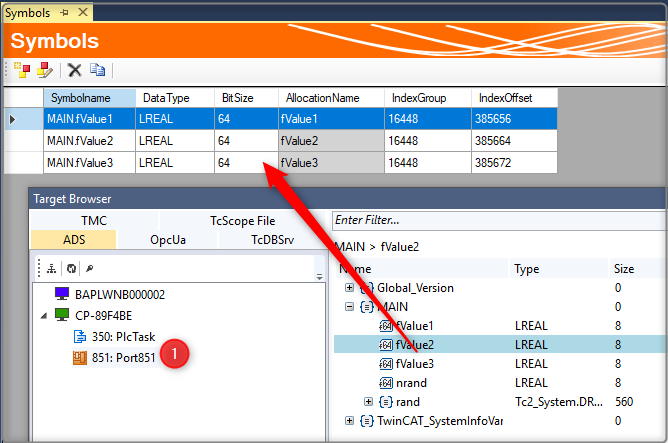 Symbols
Symbols
Symbolname DataType BitSize AllocationName IndexGroup IndexOffset
MAIN.fValue1 LREAL 64 fValue1 16448 385656
MAIN.fValue2 LREAL 64 fValue2 16448 385664
MAIN.fValue3 LREAL 64 fValue3 16448 385672
Target Browser
TMC TcScope File
ADS OpcUa TcDBSrv
BAPLWNB000002
CP-89F4BE
350: PlcTask
851: Port851
1
Enter Filter...
MAIN > fValue2
Name Type Size
Global_Version 0
MAIN 0
fValue1 LREAL 8
fValue2 LREAL 8
fValue3 LREAL 8
nrand LREAL 8
rand Tc2_System.DR... 560
TwinCAT_SystemInfoVar 0